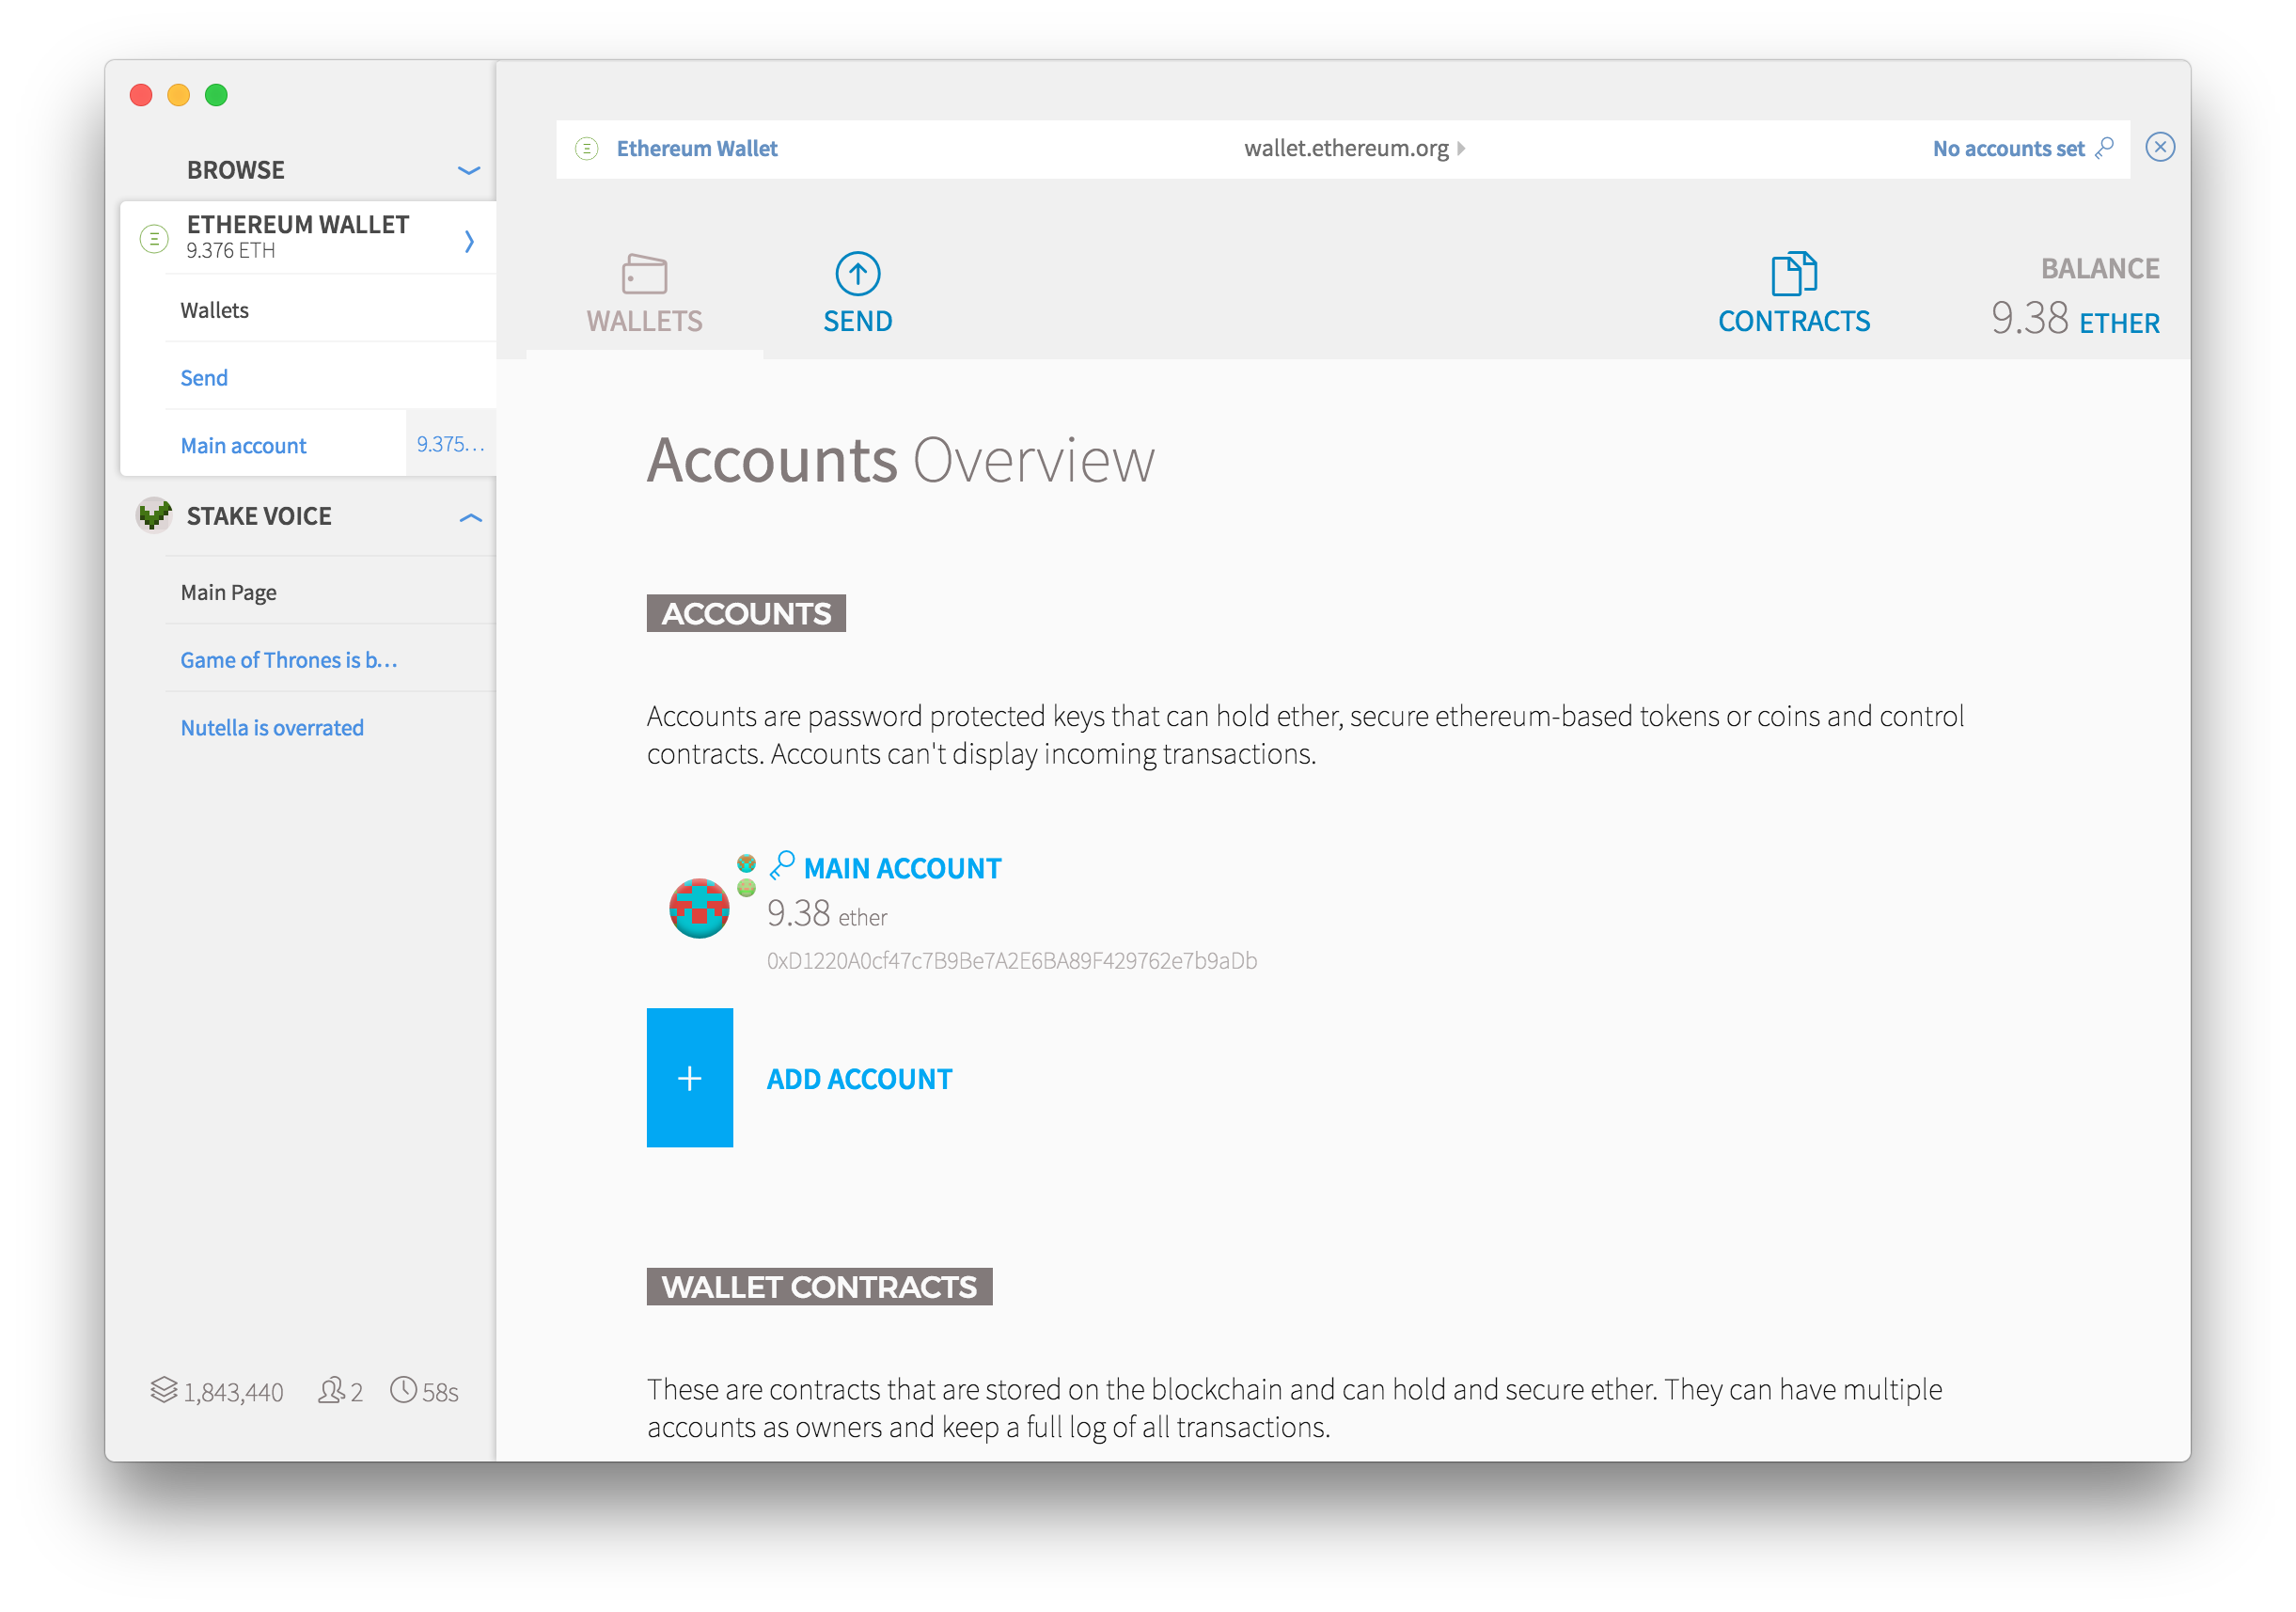 BROWSE
ETHEREUM WALLET
9.376 ETH
Wallets
Send
Main account 9.375...
STAKE VOICE
Main Page
Game of Thrones is b...
Nutella is overrated
1,843,440 2 58s
Ethereum Wallet wallet.ethereum.org No accounts set
WALLETS SEND CONTRACTS
BALANCE
9.38 ETHER
Accounts Overview
ACCOUNTS
Accounts are password protected keys that can hold ether, secure ethereum-based tokens or coins and control
contracts. Accounts can't display incoming transactions.
MAIN ACCOUNT
9.38 ether
0xD1220A0cf47c7B9Be7A2E6BA89F429762e7b9aDb
ADD ACCOUNT
WALLET CONTRACTS
These are contracts that are stored on the blockchain and can hold and secure ether. They can have multiple
accounts as owners and keep a full log of all transactions.